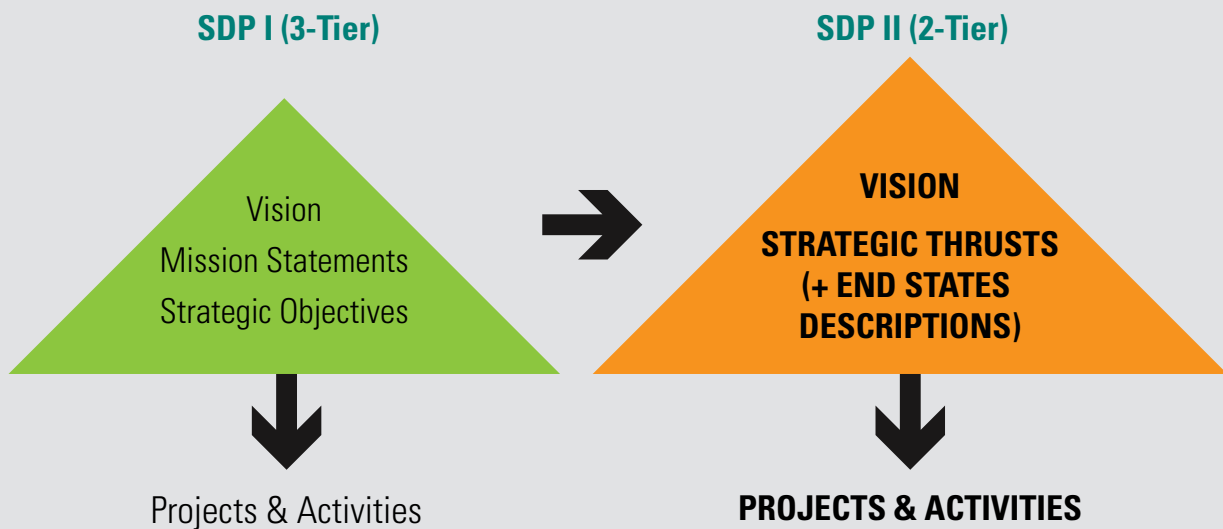 SDP I (3-Tier)
Vision
Mission Statements
Strategic Objectives
Projects & Activities
SDP II (2-Tier)
VISION
STRATEGIC THRUSTS
(+ END STATES
DESCRIPTIONS)
PROJECTS & ACTIVITIES